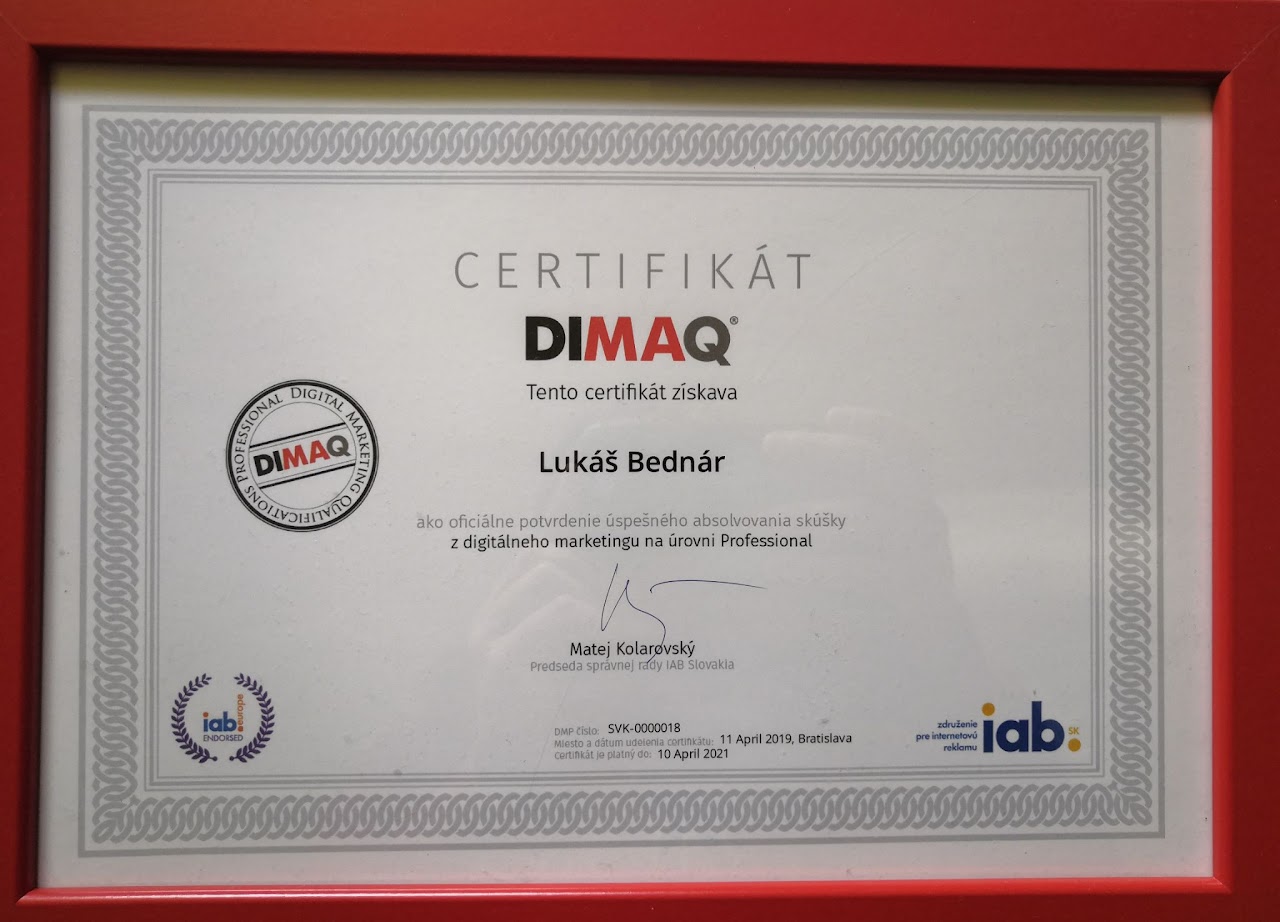 CERTIFIKÁT
DIMAQ®
Tento certifikát získava
Lukáš Bednár
PROFESSIONAL DIGITAL MARKETING QUALIFICATIONS
DIMAQ
ako oficiálne potvrdenie úspešného absolvovania skúšky
z digitálneho marketingu na úrovni Professional
Matej Kolarovský
Predseda správnej rady IAB Slovakia
iab.europe
ENDORSED
DMP číslo: SVK-0000018
Miesto a dátum udelenia certifikátu: 11 April 2019, Bratislava
Certifikát je platný do: 10 April 2021
združenie
pre internetovú
reklamu
iab.SK